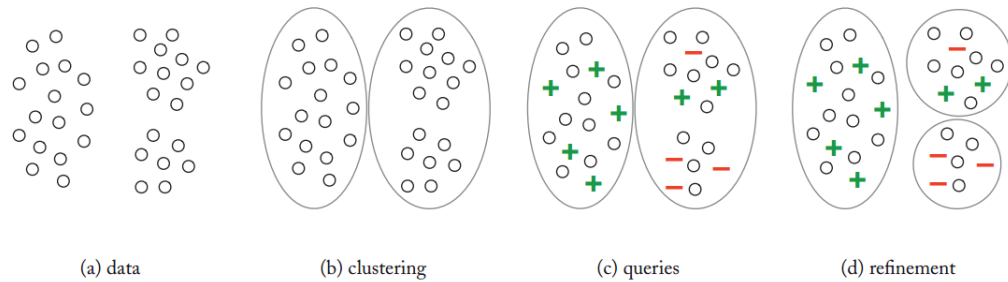 (a) data
(b) clustering
(c) queries
(d) refinement